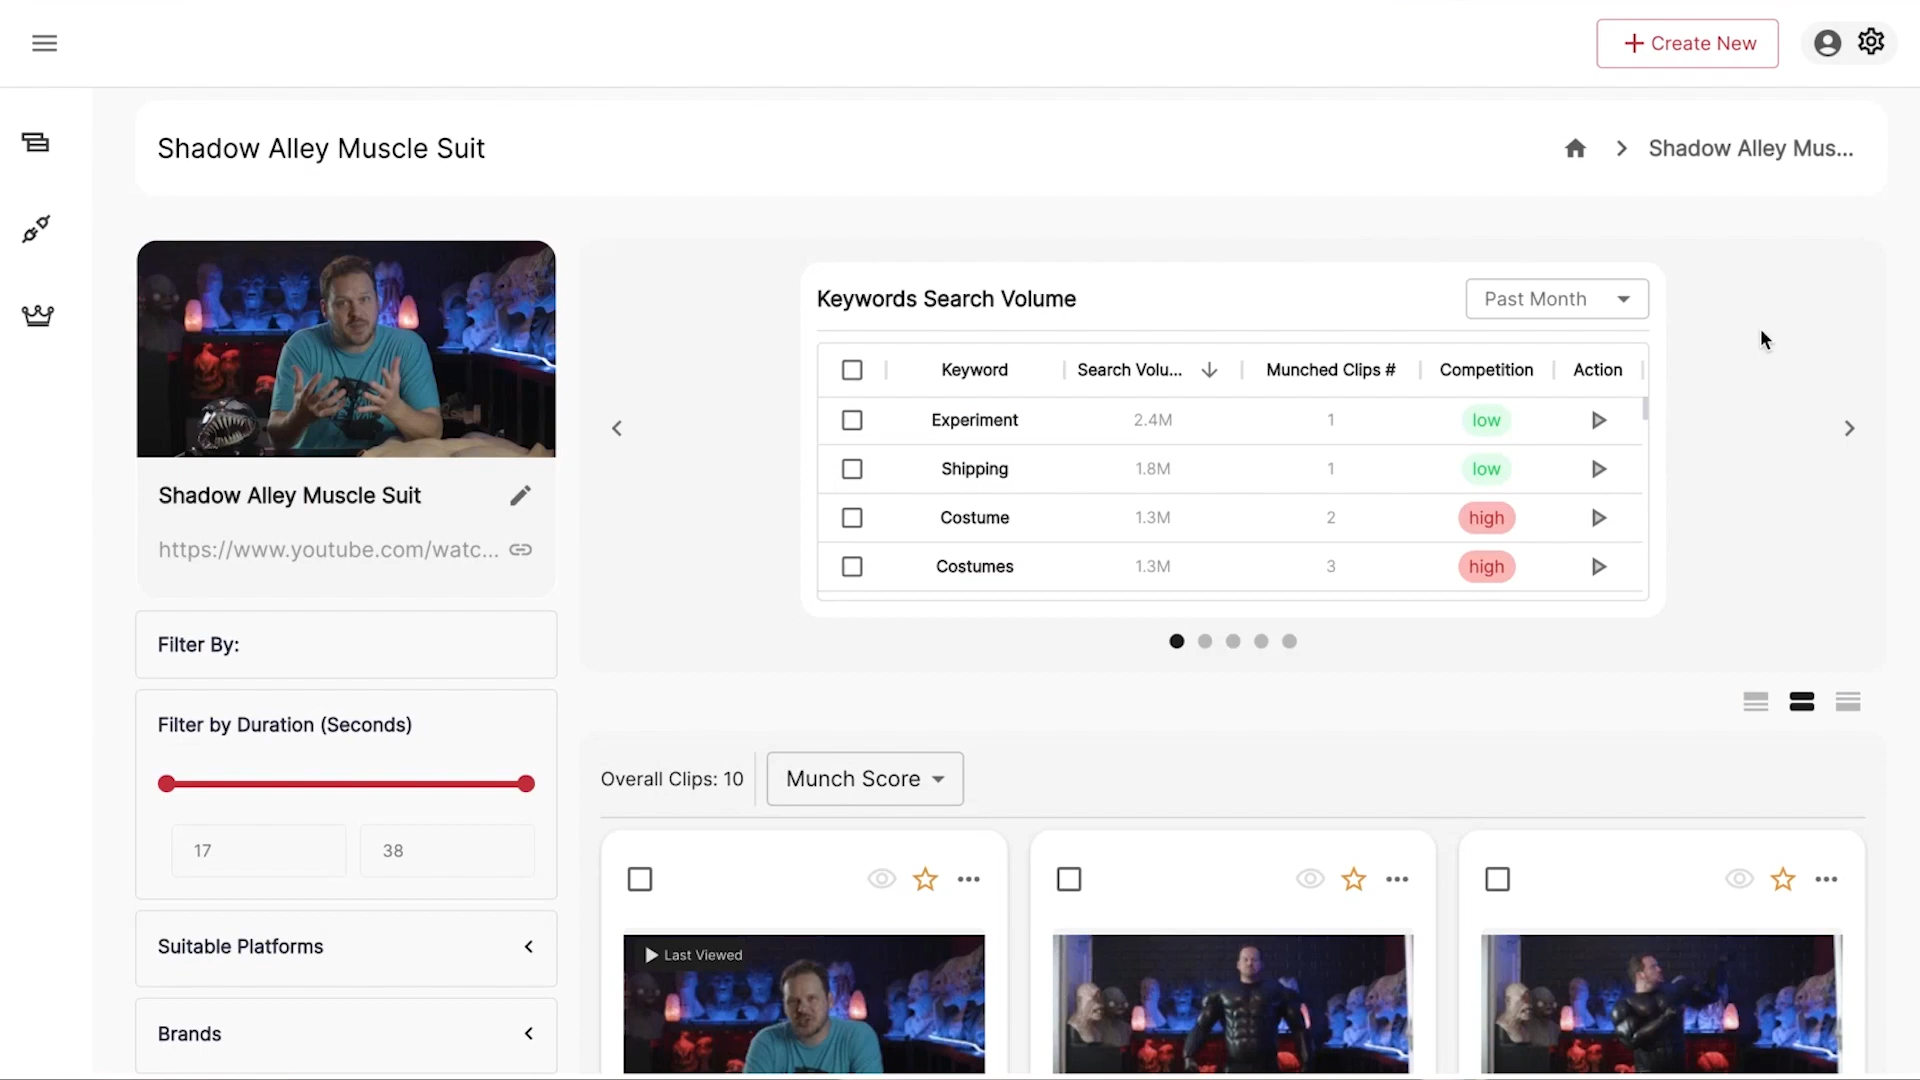 Create New
Shadow Alley Muscle Suit
Shadow Alley Mus...
Keywords Search Volume
Past Month
Keyword
Search Volu...
Munched Clips #
Competition
Action
Experiment
2.4M
1
low
Shipping
1.8M
1
low
Costume
1.3M
2
high
Costumes
1.3M
3
high
Shadow Alley Muscle Suit
https://www.youtube.com/watc...
Filter By:
Filter by Duration (Seconds)
17
38
Suitable Platforms
Brands
Overall Clips: 10
Munch Score
Last Viewed